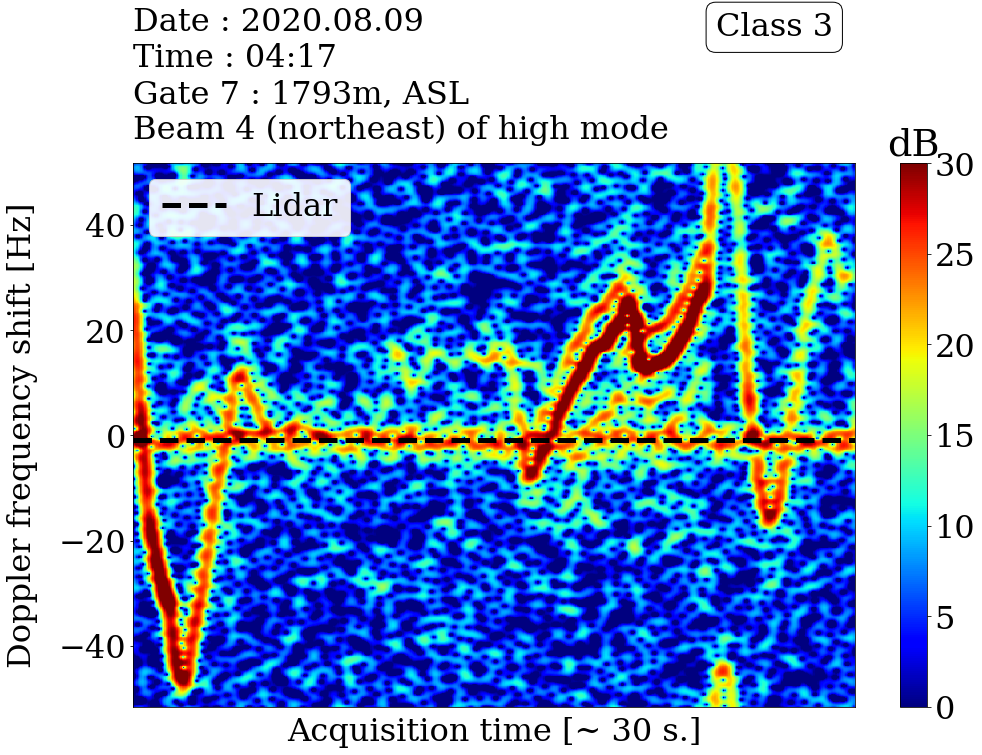 Date : 2020.08.09
Class 3
Time : 04:17
Gate 7 : 1793m, ASL
Beam 4 (northeast) of high mode
dB
30
25
20
15
10
5
0
Lidar
Doppler frequency shift [Hz]
40
20
0
−20
−40
Acquisition time [~ 30 s.]